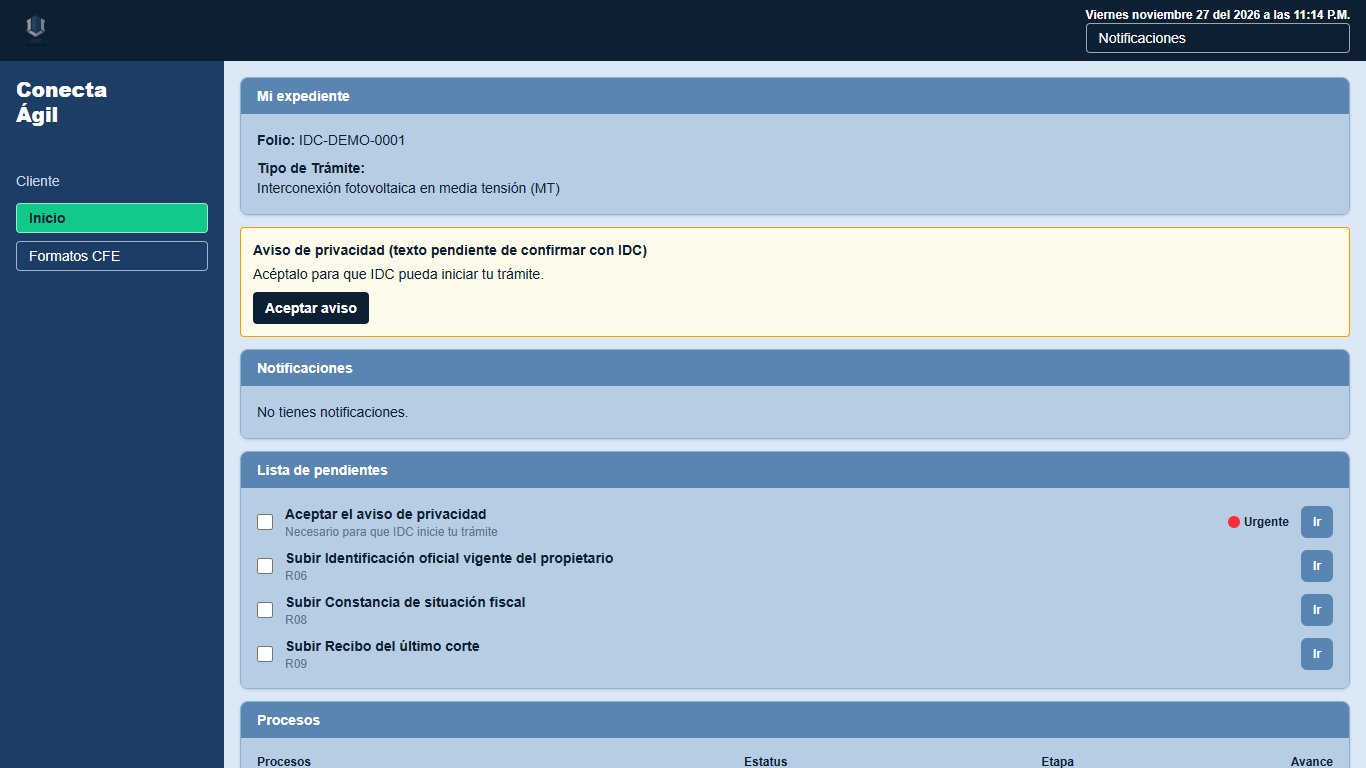 Viernes noviembre 27 del 2026 a las 11:14 P.M.
Notificaciones
Conecta
Ágil
Cliente
Inicio
Formatos CFE
Mi expediente
Folio: IDC-DEMO-0001
Tipo de Trámite:
Interconexión fotovoltaica en media tensión (MT)
Aviso de privacidad (texto pendiente de confirmar con IDC)
Acéptalo para que IDC pueda iniciar tu trámite.
Aceptar aviso
Notificaciones
No tienes notificaciones.
Lista de pendientes
Aceptar el aviso de privacidad
Necesario para que IDC inicie tu trámite
Urgente Ir
Subir Identificación oficial vigente del propietario
R06
Ir
Subir Constancia de situación fiscal
R08
Ir
Subir Recibo del último corte
R09
Ir
Procesos
Procesos Estatus Etapa Avance